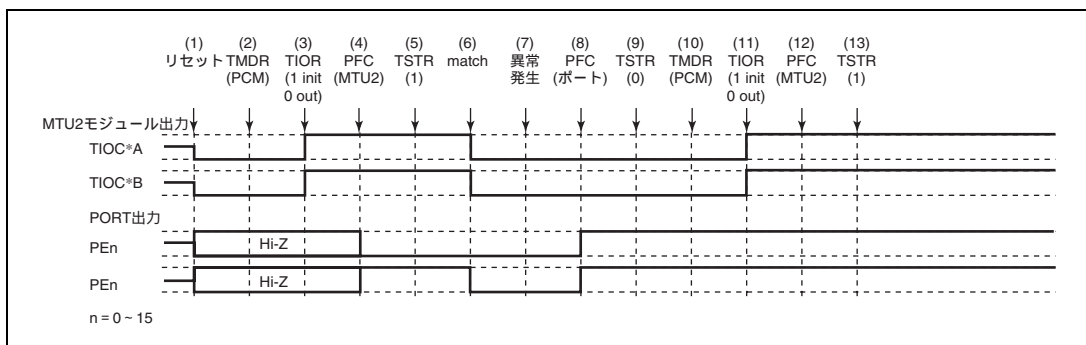 (1) (2) (3) (4) (5) (6) (7) (8) (9) (10) (11) (12) (13)
リセット TMDR TIOR PFC TSTR match 異常 PFC TSTR TMDR TIOR PFC TSTR
(PCM) (1 init (MTU2) (1) 発生 (ポート) (0) (PCM) (1 init (MTU2) (1)
0 out) 0 out)
MTU2モジュール出力
TIOC*A
TIOC*B
PORT出力
PEn Hi-Z
PEn Hi-Z
n = 0 ~ 15